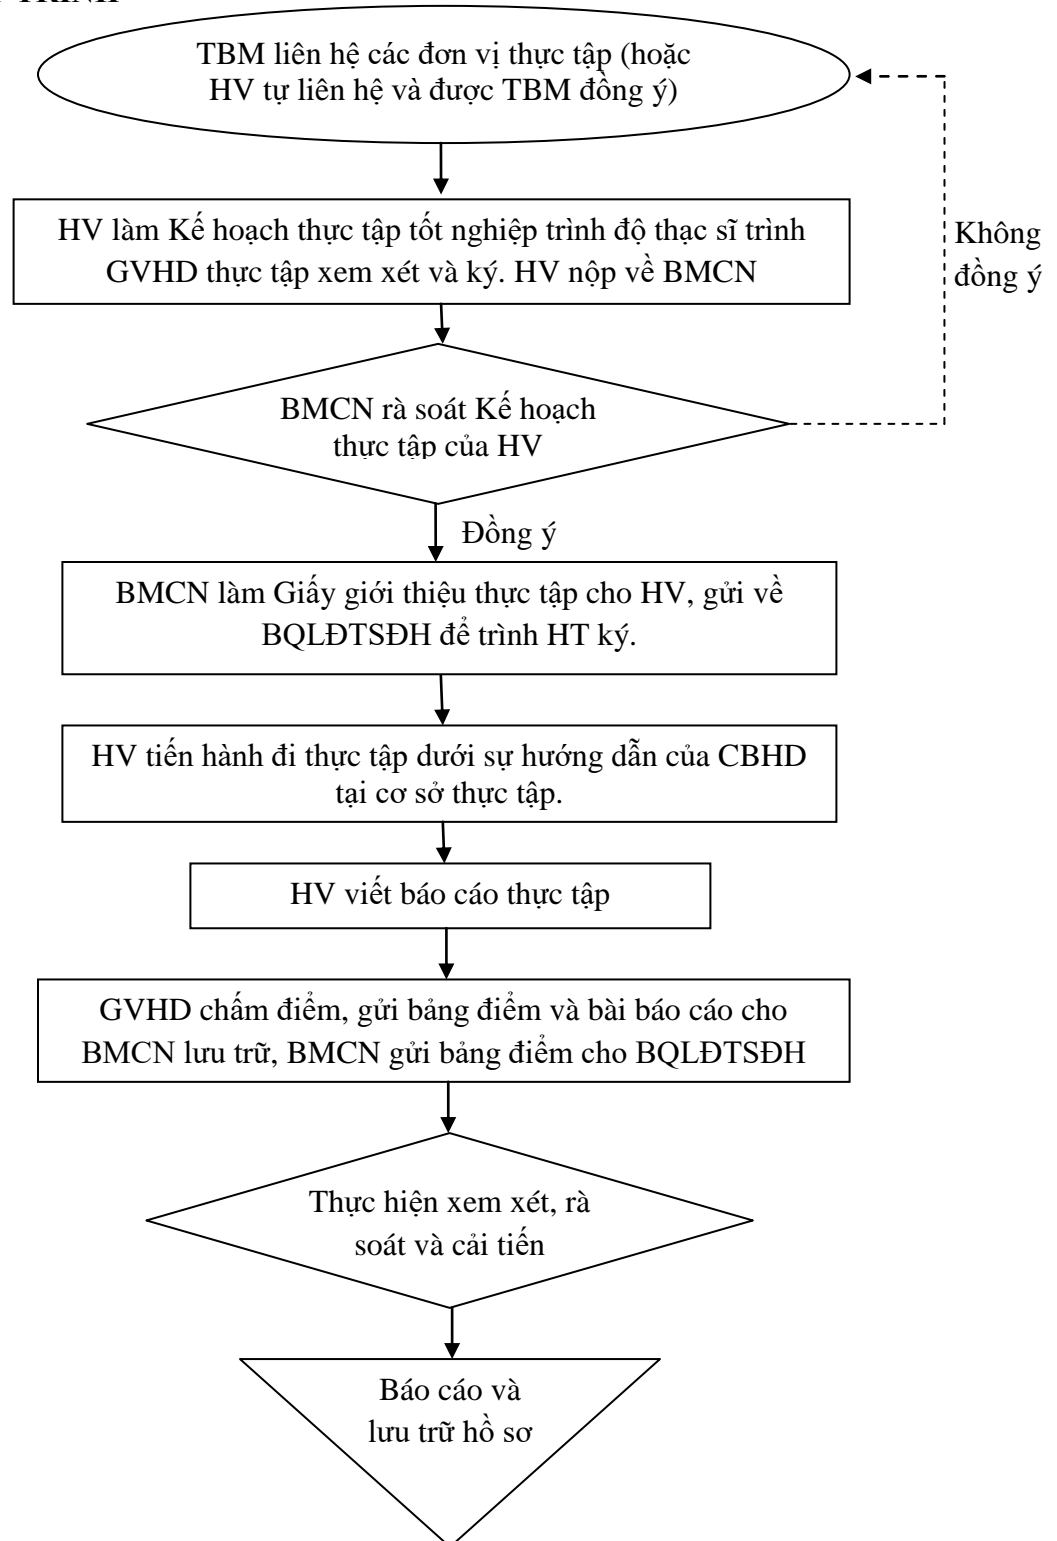 TBM liên hệ các đơn vị thực tập (hoặc
HV tự liên hệ và được TBM đồng ý)
HV làm Kế hoạch thực tập tốt nghiệp trình độ thạc sĩ trình
GVHD thực tập xem xét và ký. HV nộp về BMCN
Không
đồng ý
BMCN rà soát Kế hoạch
thực tập của HV
Đồng ý
BMCN làm Giấy giới thiệu thực tập cho HV, gửi về
BQLĐTSĐH để trình HT ký.
HV tiến hành đi thực tập dưới sự hướng dẫn của CBHD
tại cơ sở thực tập.
HV viết báo cáo thực tập
GVHD chấm điểm, gửi bảng điểm và bài báo cáo cho
BMCN lưu trữ, BMCN gửi bảng điểm cho BQLĐTSĐH
Thực hiện xem xét, rà
soát và cải tiến
Báo cáo và
lưu trữ hồ sơ